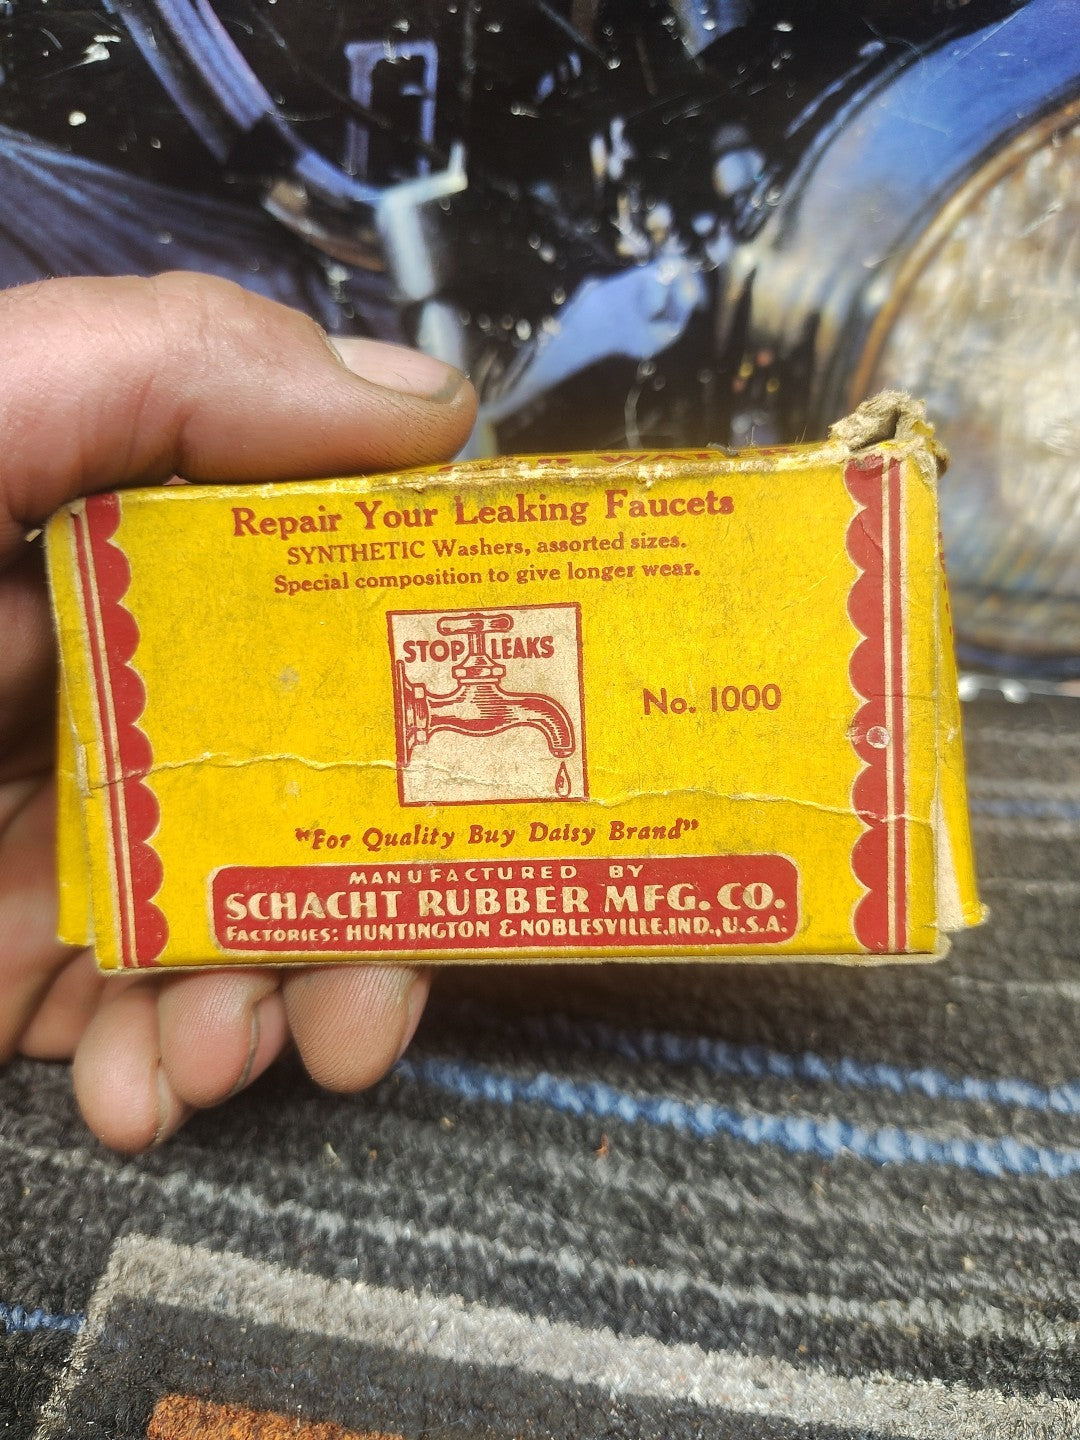 Repair Your Leaking Faucets
SYNTHETIC Washers, assorted sizes.
Special composition to give longer wear.
STOP LEAKS
No. 1000
"For Quality Buy Daisy Brand"
MANUFACTURED BY
SCHACHT RUBBER MFG. CO.
FACTORIES: HUNTINGTON & NOBLESVILLE, IND., U.S.A.